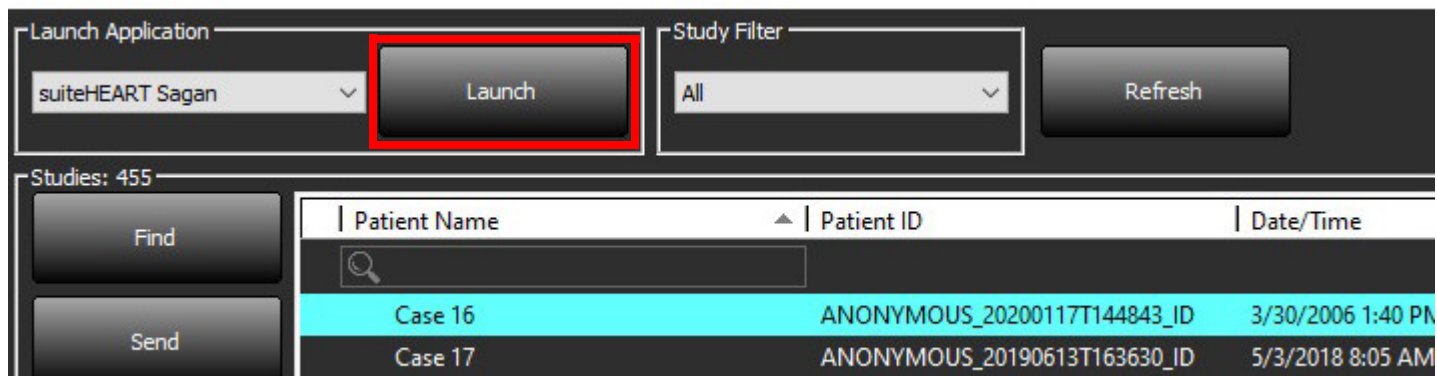 Launch Application
suiteHEART Sagan
Launch
Study Filter
All
Refresh
Studies: 455
Find
Send
Patient Name
Patient ID
Date/Time
Case 16 ANONYMOUS_20200117T144843_ID 3/30/2006 1:40 PM
Case 17 ANONYMOUS_20190613T163630_ID 5/3/2018 8:05 AM